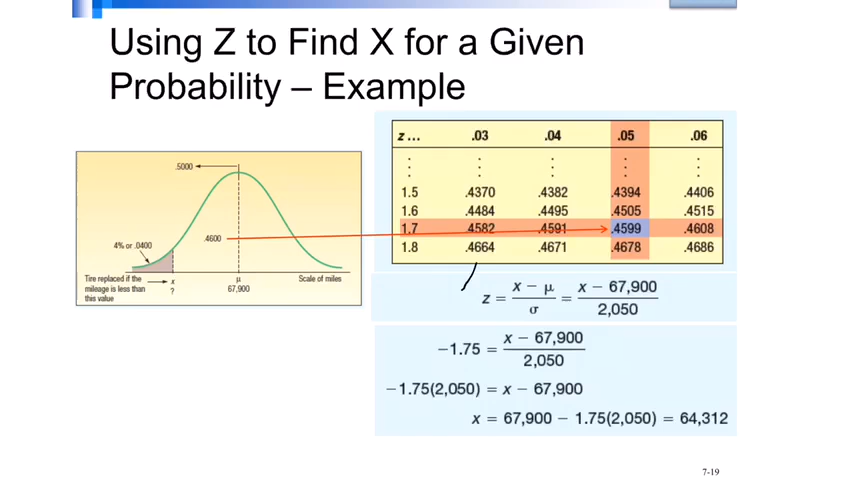 Using Z to Find X for a Given
Probability – Example
.5000
.4600
4% or .0400
Tire replaced if the
mileage is less than
this value
x
?
μ
67,900
Scale of miles
z… .03 .04 .05 .06
⋮ ⋮ ⋮ ⋮ ⋮
1.5 .4370 .4382 .4394 .4406
1.6 .4484 .4495 .4505 .4515
1.7 .4582 .4591 .4599 .4608
1.8 .4664 .4671 .4678 .4686
z = (x − μ)/σ = (x − 67,900)/2,050
−1.75 = (x − 67,900)/2,050
−1.75(2,050) = x − 67,900
x = 67,900 − 1.75(2,050) = 64,312
7-19